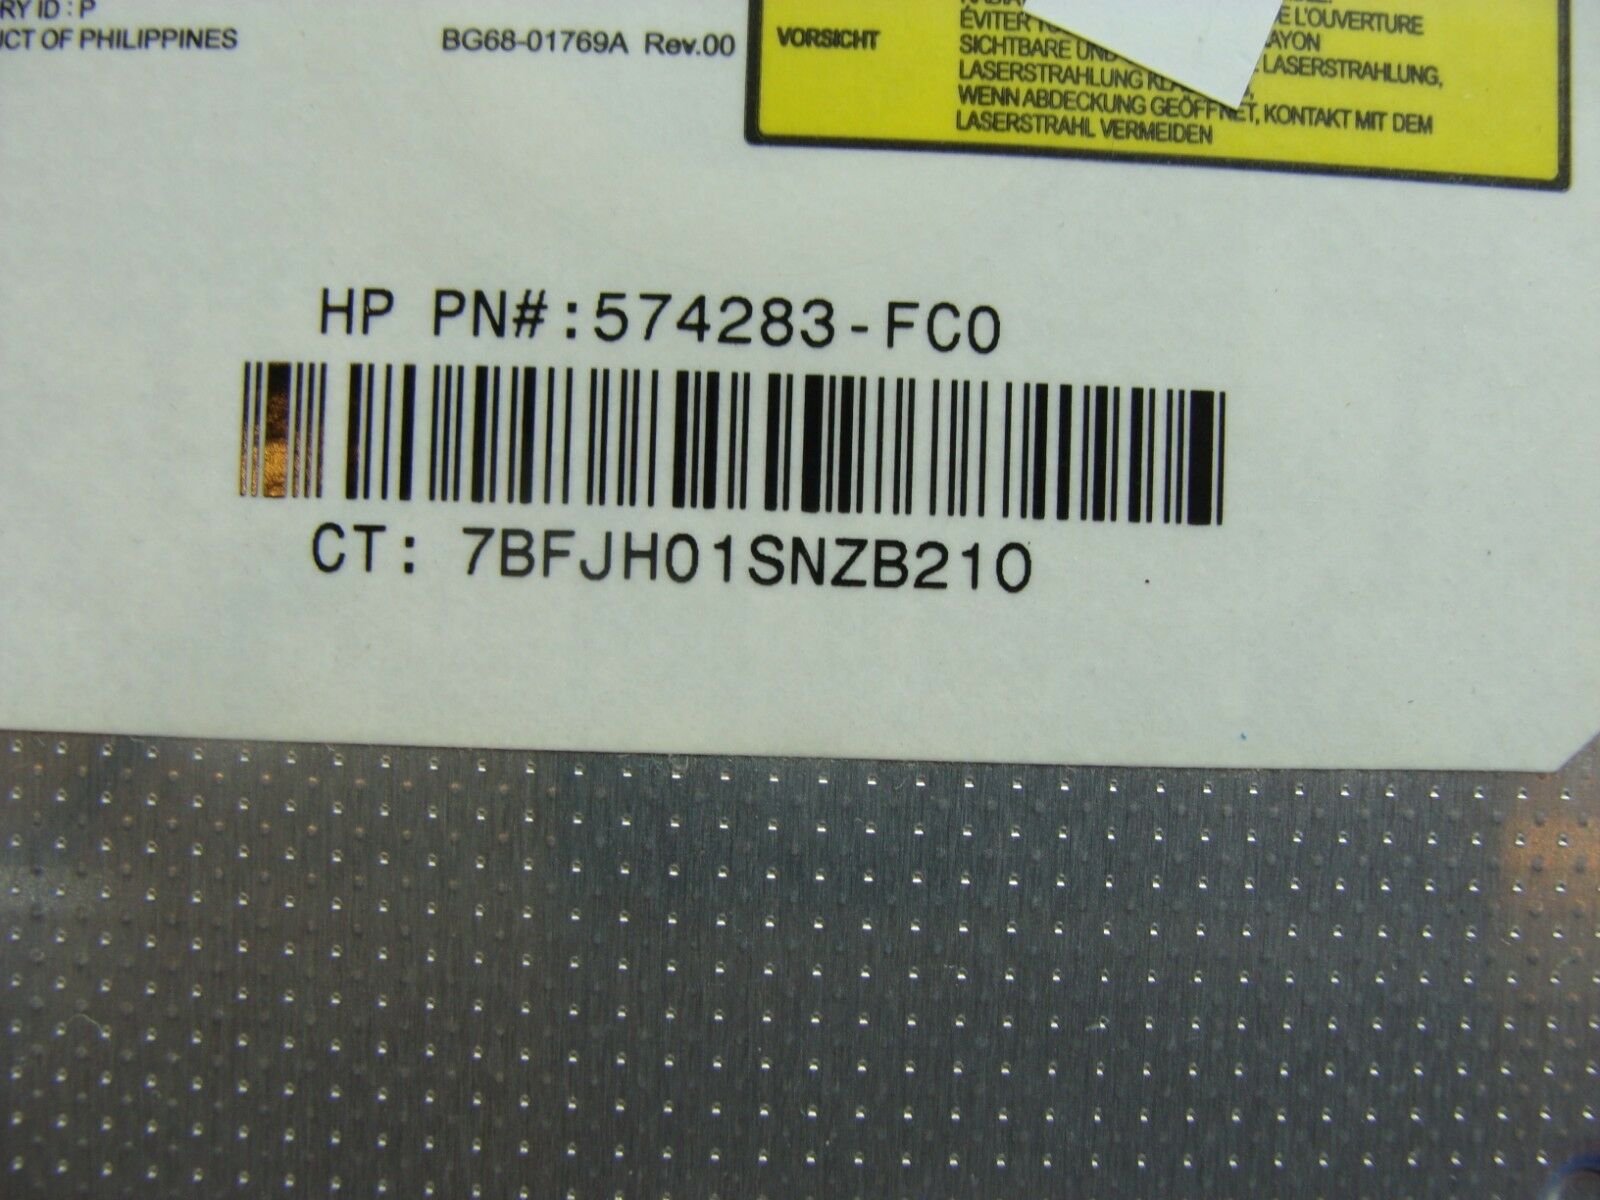 RY ID : P
UCT OF PHILIPPINES
BG68-01769A Rev.00
VORSICHT
ÉVITER
E L'OUVERTURE
SICHTBARE UND
AYON
LASERSTRAHLUNG
LASERSTRAHLUNG,
WENN ABDECKUNG GEÖFFNET, KONTAKT MIT DEM
LASERSTRAHL VERMEIDEN
HP PN#:574283-FC0
CT: 7BFJH01SNZB210